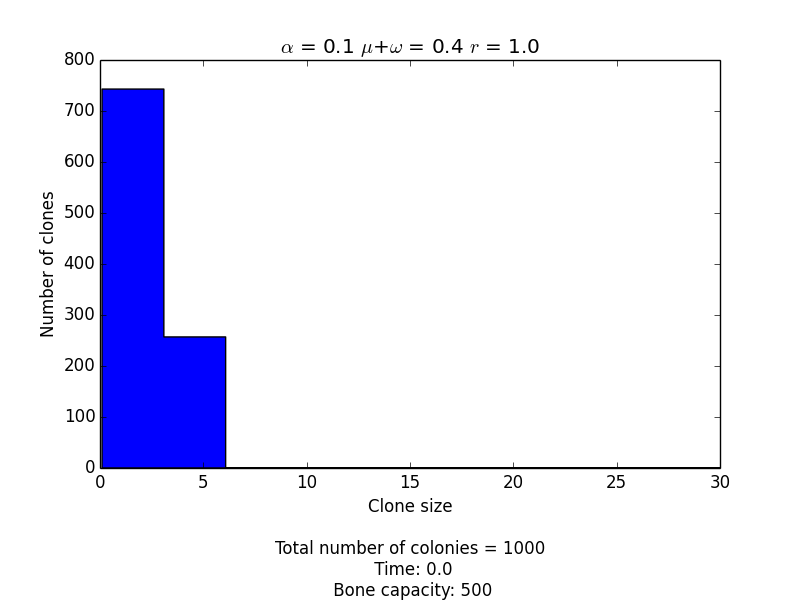 α = 0.1 μ+ω = 0.4 r = 1.0
800
700
600
500
400
300
200
100
0
Number of clones
0 5 10 15 20 25 30
Clone size
Total number of colonies = 1000
Time: 0.0
Bone capacity: 500